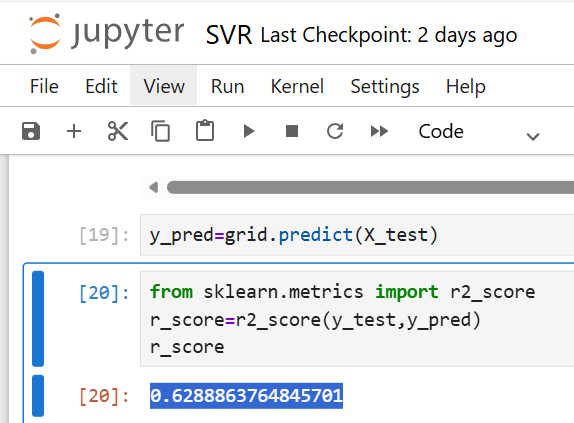 jupyter SVR Last Checkpoint: 2 days ago
File Edit View Run Kernel Settings Help
Code
[19]: y_pred=grid.predict(X_test)
[20]: from sklearn.metrics import r2_score
r_score=r2_score(y_test,y_pred)
r_score
[20]: 0.6288863764845701